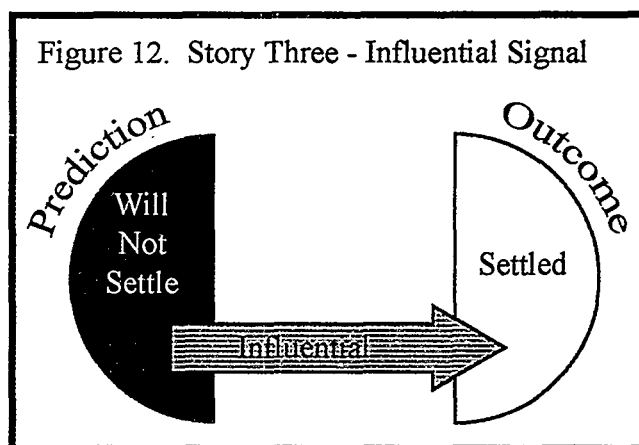 Figure 12. Story Three - Influential Signal
Prediction
Outcome
Will
Not
Settle
Settled
Influential